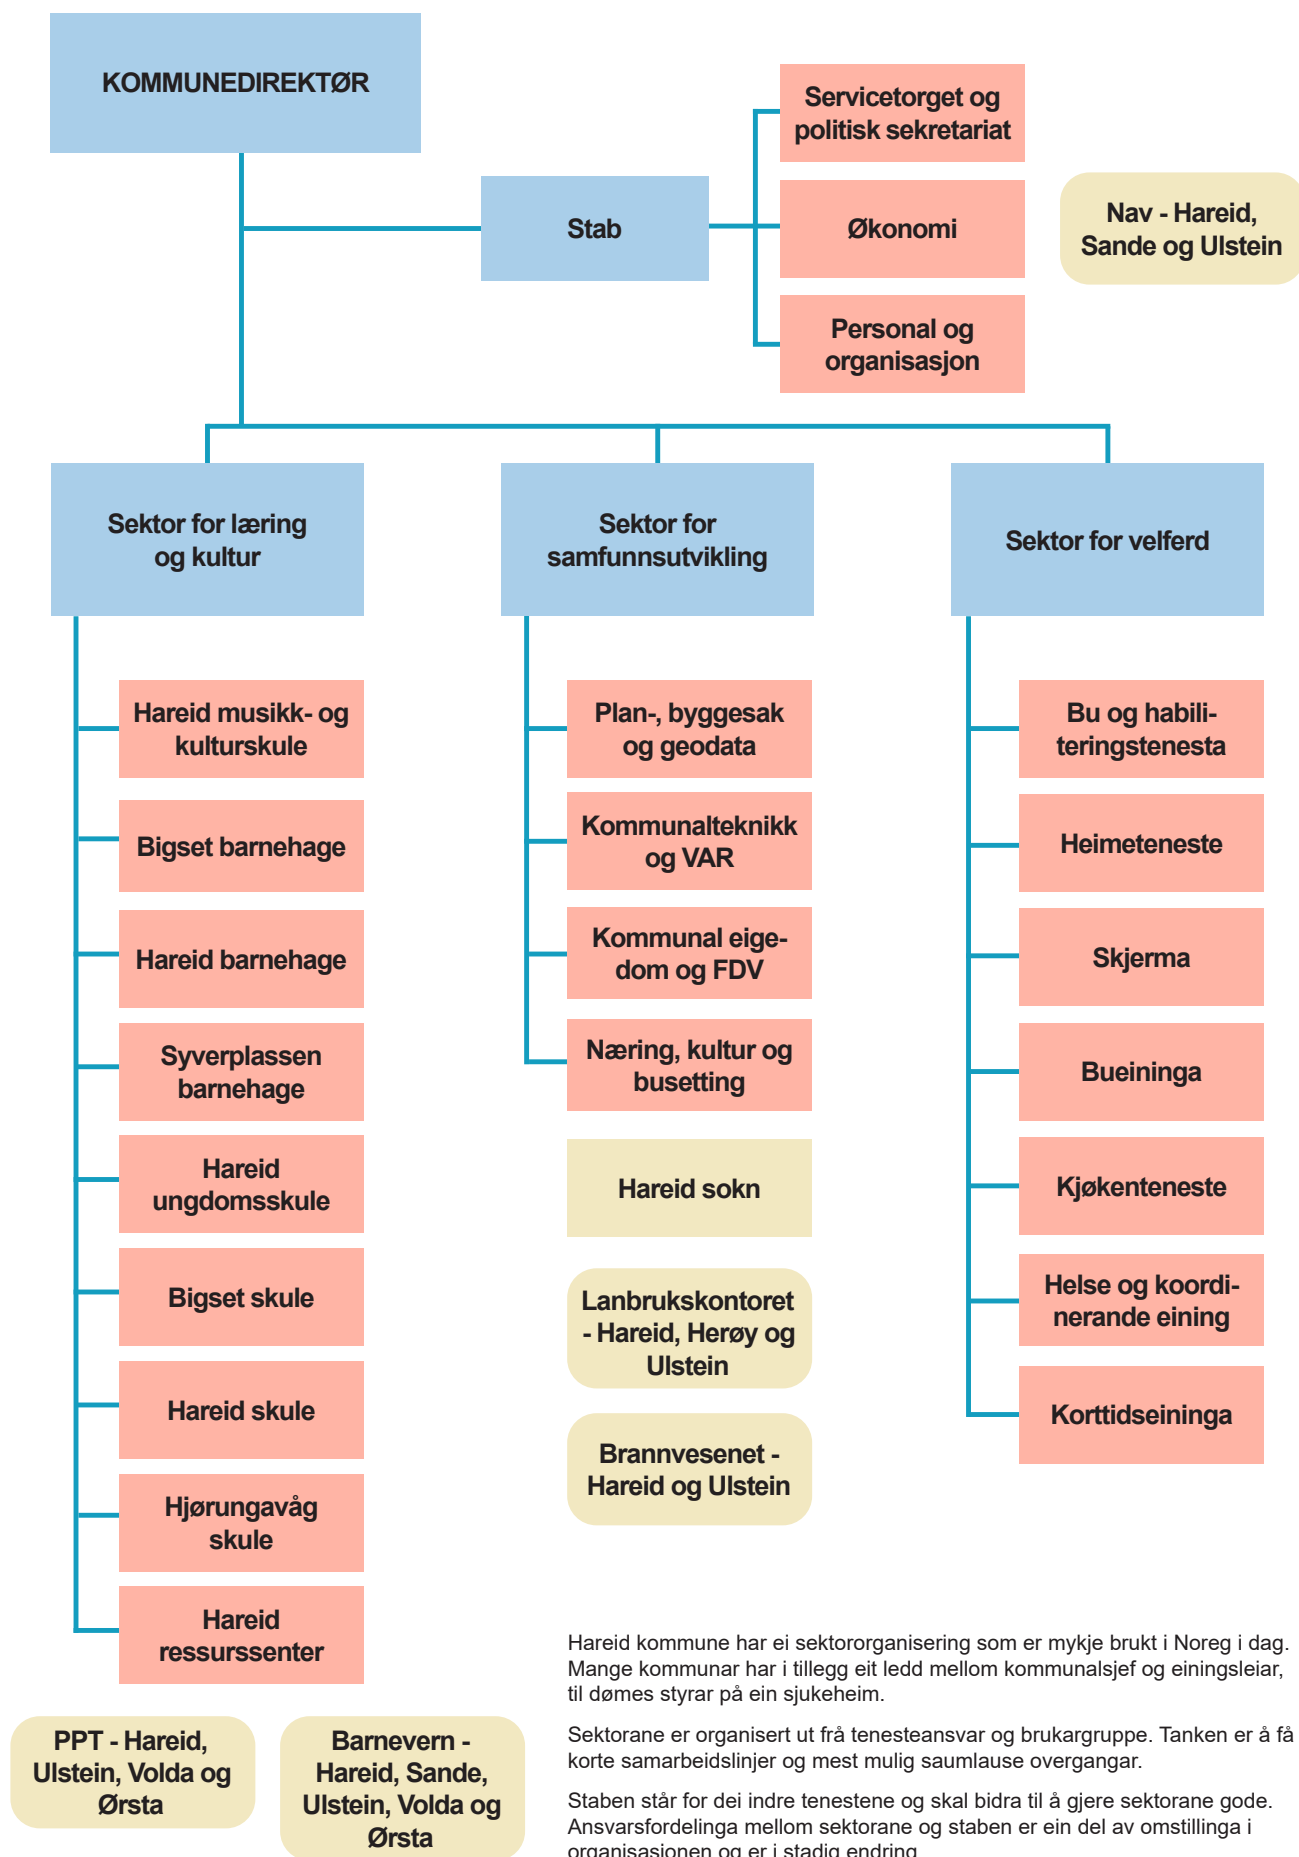 KOMMUNEDIREKTØR
Servicetorget og
politisk sekretariat
Stab
Økonomi
Nav - Hareid,
Sande og Ulstein
Personal og
organisasjon
Sektor for læring
og kultur
Sektor for
samfunnsutvikling
Sektor for velferd
Hareid musikk- og
kulturskule
Bigset barnehage
Hareid barnehage
Syverplassen
barnehage
Hareid
ungdomsskule
Bigset skule
Hareid skule
Hjørungavåg
skule
Hareid
ressurssenter
PPT - Hareid,
Ulstein, Volda og
Ørsta
Barnevern -
Hareid, Sande,
Ulstein, Volda og
Ørsta
Plan-, byggesak
og geodata
Kommunalteknikk
og VAR
Kommunal eige-
dom og FDV
Næring, kultur og
busetting
Hareid sokn
Lanbrukskontoret
- Hareid, Herøy og
Ulstein
Brannvesenet -
Hareid og Ulstein
Bu og habili-
teringstenesta
Heimeteneste
Skjerma
Bueininga
Kjøkenteneste
Helse og koordi-
nerande eining
Korttidseininga
Hareid kommune har ei sektororganisering som er mykje brukt i Noreg i dag.
Mange kommunar har i tillegg eit ledd mellom kommunalsjef og einingsleiar,
til dømes styrar på ein sjukeheim.
Sektorane er organisert ut frå tenesteansvar og brukargruppe. Tanken er å få
korte samarbeidslinjer og mest mulig saumlause overgangar.
Staben står for dei indre tenestene og skal bidra til å gjere sektorane gode.
Ansvarsfordelinga mellom sektorane og staben er ein del av omstillinga i
organisasjonen og er i stadig endring.